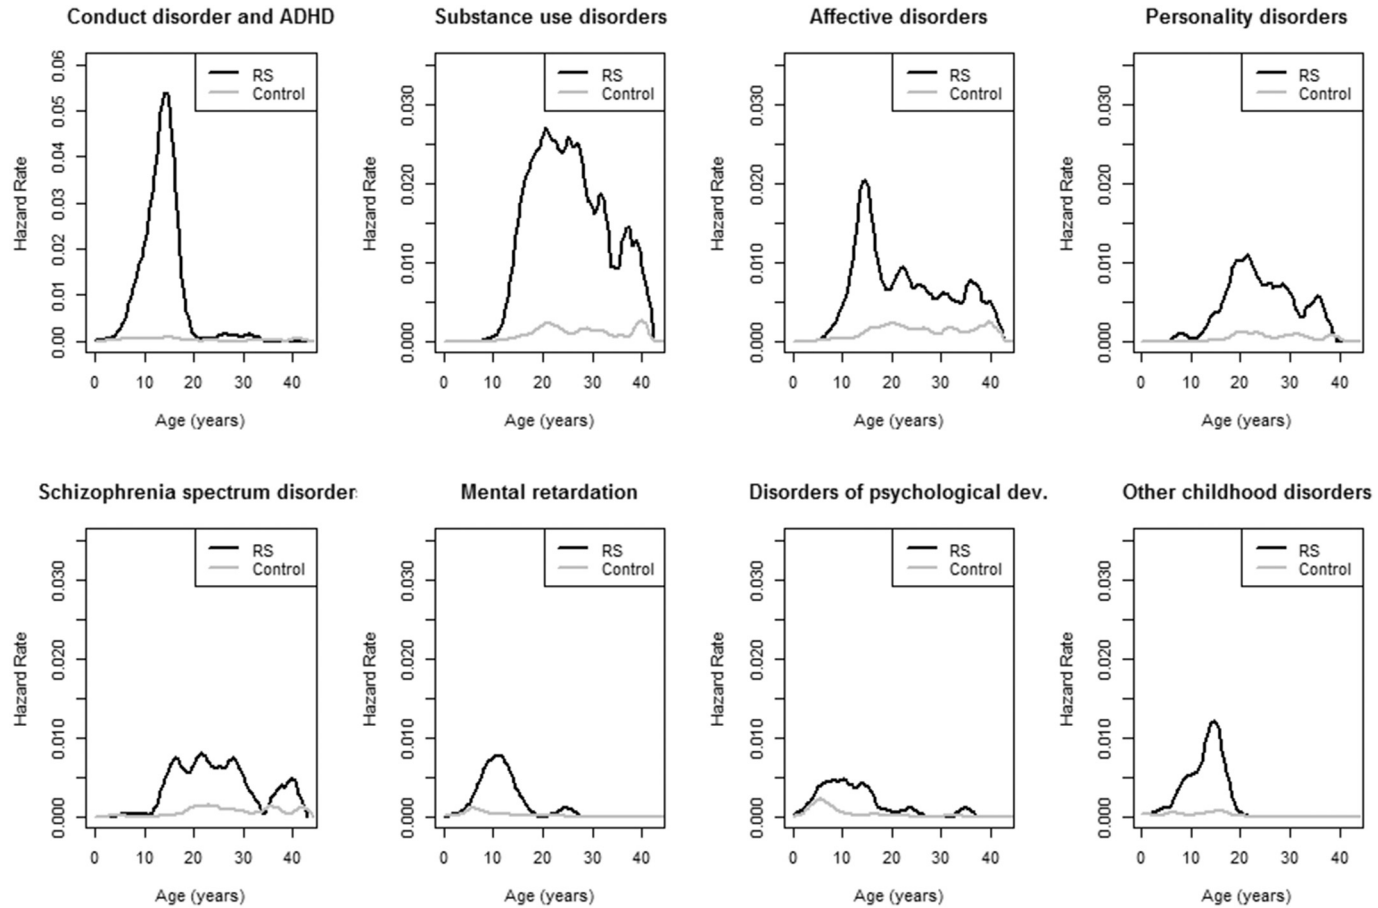 Conduct disorder and ADHD
RS
Control
0.06
0.05
0.04
0.03
0.02
0.01
0.00
Hazard Rate
0 10 20 30 40
Age (years)
Substance use disorders
RS
Control
0.030
0.020
0.010
0.000
Hazard Rate
0 10 20 30 40
Age (years)
Affective disorders
RS
Control
0.030
0.020
0.010
0.000
Hazard Rate
0 10 20 30 40
Age (years)
Personality disorders
RS
Control
0.030
0.020
0.010
0.000
Hazard Rate
0 10 20 30 40
Age (years)
Schizophrenia spectrum disorder
RS
Control
0.030
0.020
0.010
0.000
Hazard Rate
0 10 20 30 40
Age (years)
Mental retardation
RS
Control
0.030
0.020
0.010
0.000
Hazard Rate
0 10 20 30 40
Age (years)
Disorders of psychological dev.
RS
Control
0.030
0.020
0.010
0.000
Hazard Rate
0 10 20 30 40
Age (years)
Other childhood disorders
RS
Control
0.030
0.020
0.010
0.000
Hazard Rate
0 10 20 30 40
Age (years)